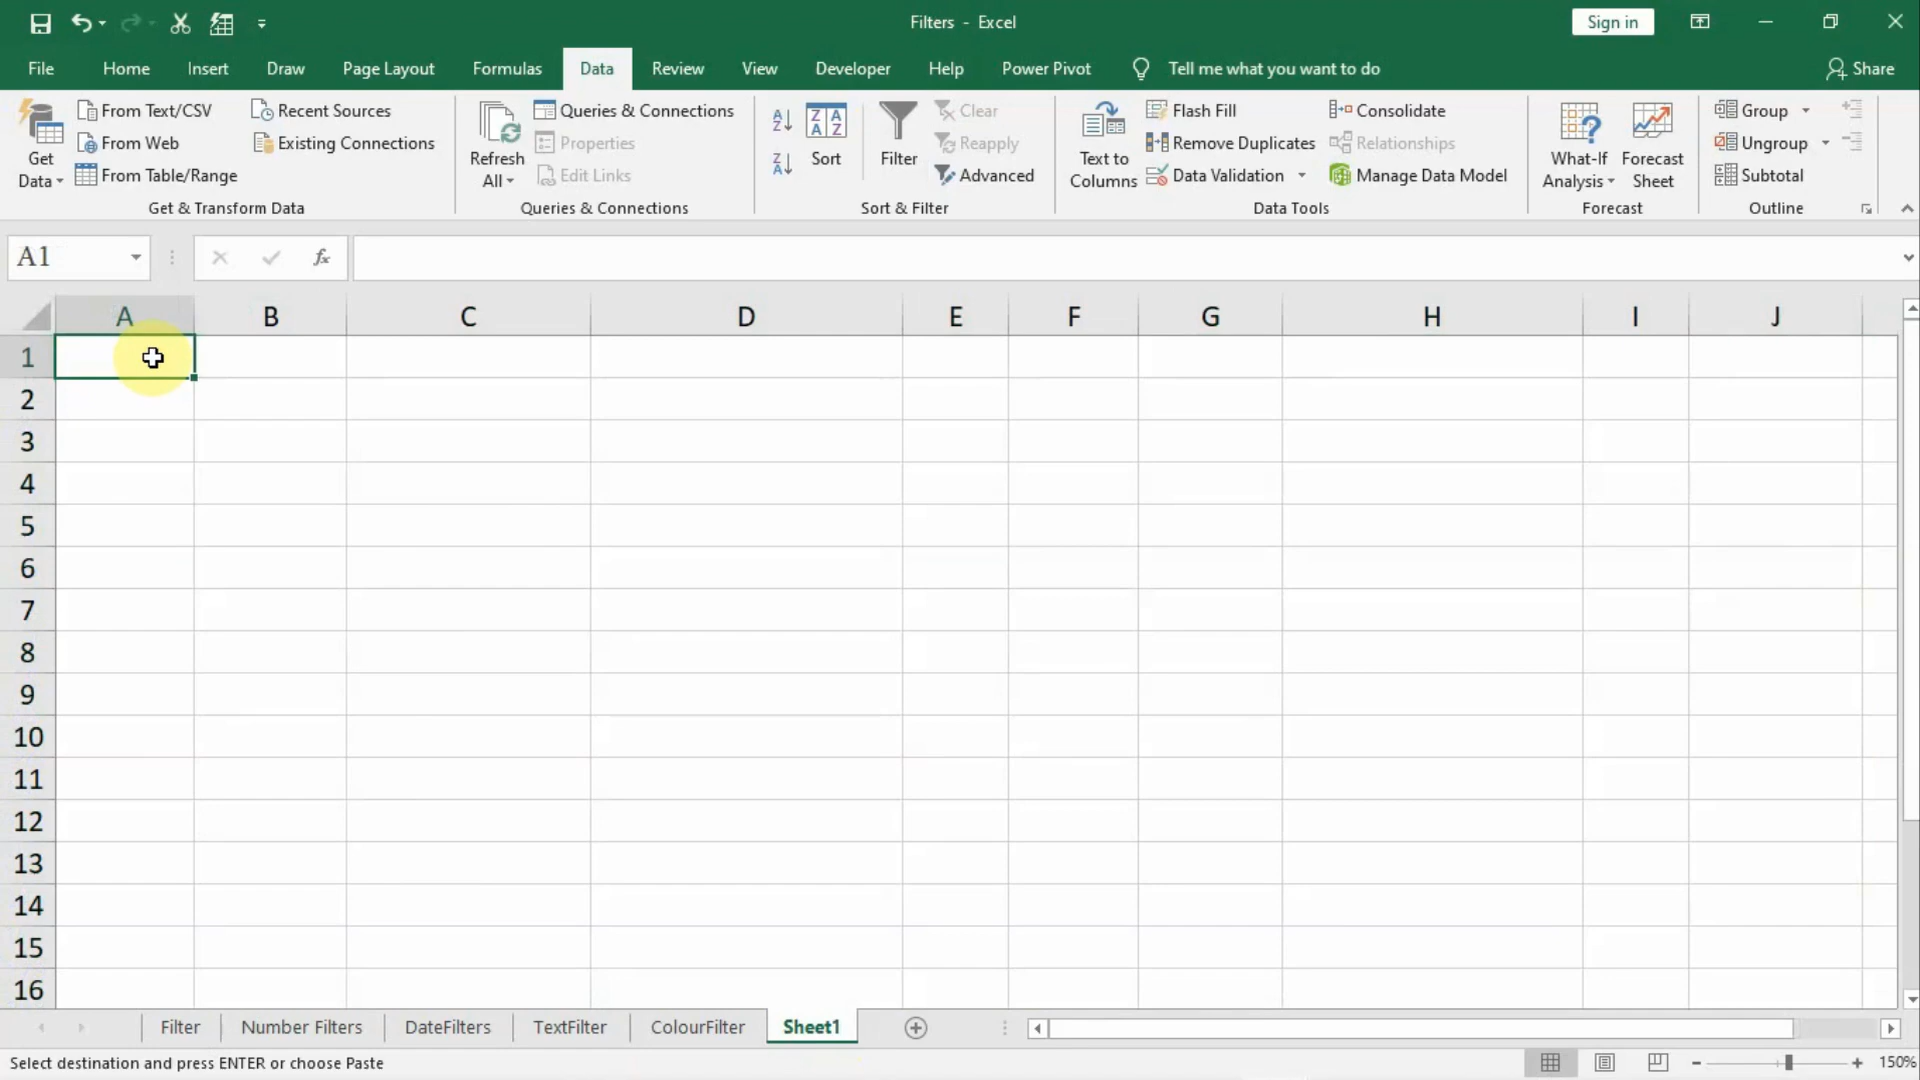 Filters - Excel
Sign in
File Home Insert Draw Page Layout Formulas Data Review View Developer Help Power Pivot Tell me what you want to do Share
Get Data
From Text/CSV
From Web
From Table/Range
Recent Sources
Existing Connections
Get & Transform Data
Refresh All
Queries & Connections
Properties
Edit Links
Queries & Connections
Sort
Filter
Clear
Reapply
Advanced
Sort & Filter
Text to Columns
Flash Fill
Remove Duplicates
Data Validation
Consolidate
Relationships
Manage Data Model
Data Tools
What-If Analysis
Forecast Sheet
Forecast
Group
Ungroup
Subtotal
Outline
A1
fx
A B C D E F G H I J
1
2
3
4
5
6
7
8
9
10
11
12
13
14
15
16
Filter Number Filters DateFilters TextFilter ColourFilter Sheet1
Select destination and press ENTER or choose Paste
150%